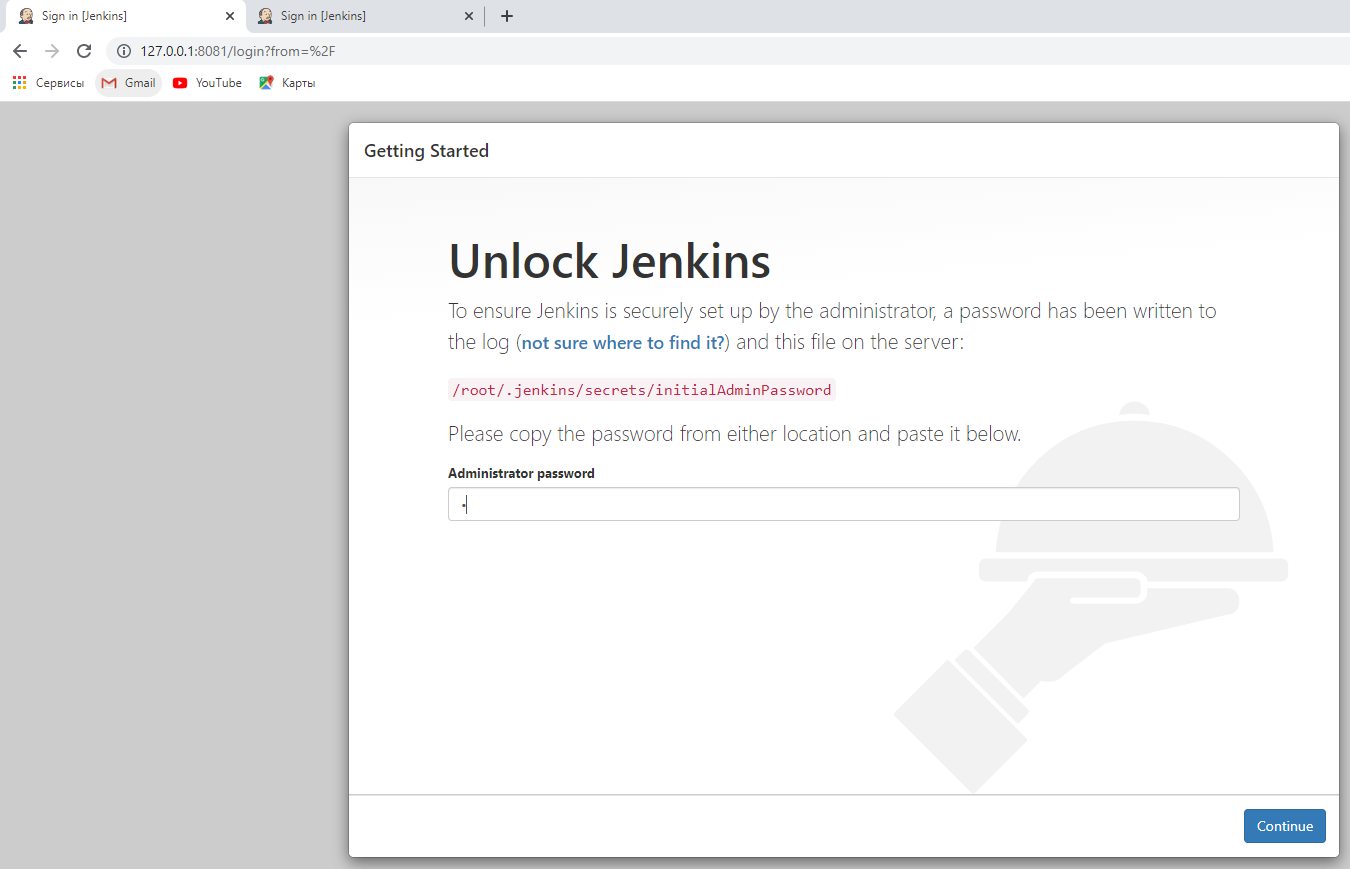 Sign in [Jenkins] Sign in [Jenkins]
127.0.0.1:8081/login?from=%2F
Сервисы Gmail YouTube Карты
Getting Started
Unlock Jenkins
To ensure Jenkins is securely set up by the administrator, a password has been written to
the log (not sure where to find it?) and this file on the server:
/root/.jenkins/secrets/initialAdminPassword
Please copy the password from either location and paste it below.
Administrator password
Continue